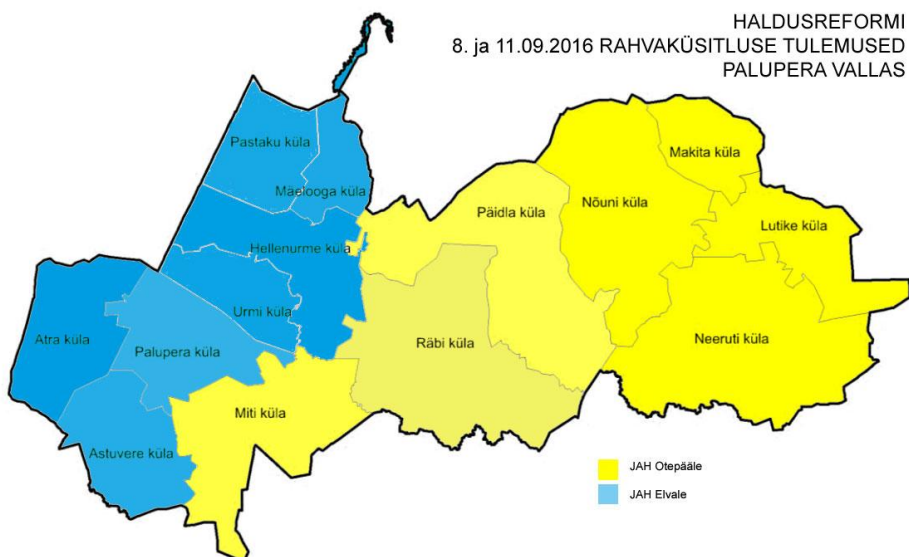 HALDUSREFORMI
8. ja 11.09.2016 RAHVAKÜSITLUSE TULEMUSED
PALUPERA VALLAS
Pastaku küla
Makita küla
Mäelooga küla
Päidla küla
Nõuni küla
Lutike küla
Hellenurme küla
Urmi küla
Atra küla
Palupera küla
Räbi küla
Neeruti küla
Miti küla
Astuvere küla
JAH Otepääle
JAH Elvale